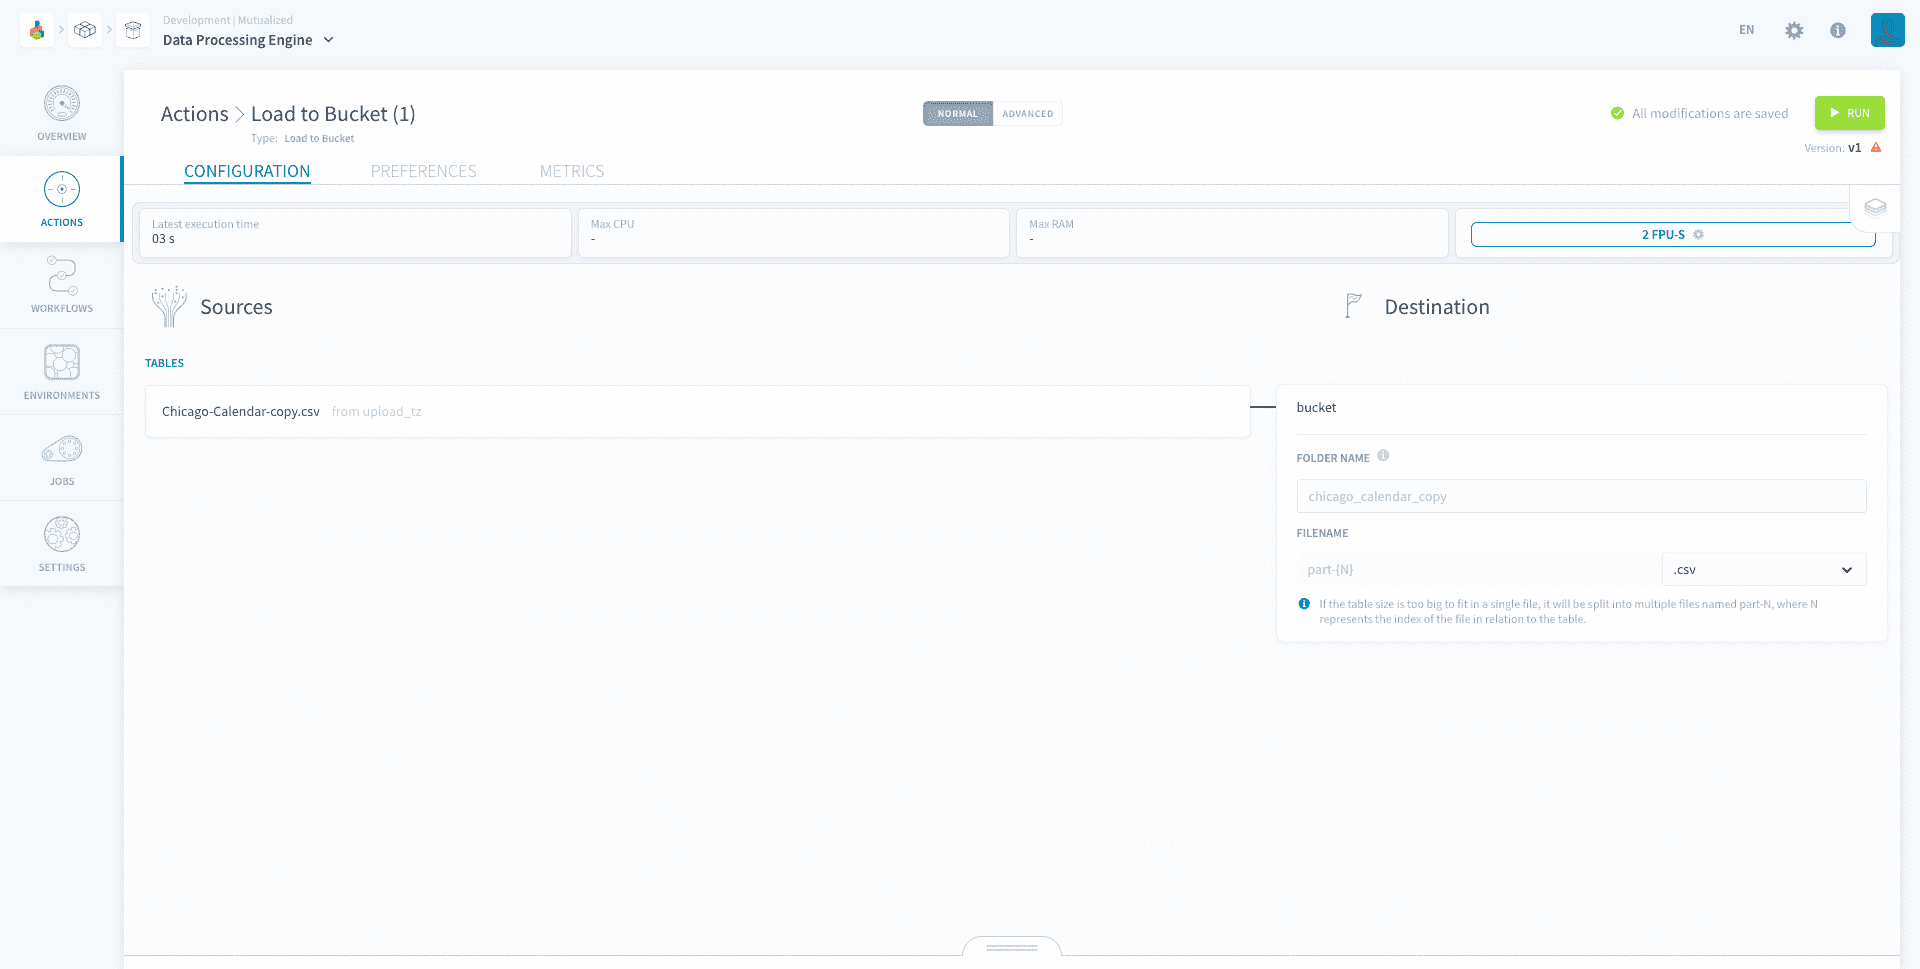 Development | Mutualized
Data Processing Engine
EN
OVERVIEW
ACTIONS
WORKFLOWS
ENVIRONMENTS
JOBS
SETTINGS
Actions > Load to Bucket (1)
Type: Load to Bucket
NORMAL ADVANCED
All modifications are saved
RUN
Version: v1
CONFIGURATION PREFERENCES METRICS
Latest execution time
03 s
Max CPU
-
Max RAM
-
2 FPU-S
Sources
Destination
TABLES
Chicago-Calendar-copy.csv from upload_tz
bucket
FOLDER NAME
chicago_calendar_copy
FILENAME
part-{N}
.csv
If the table size is too big to fit in a single file, it will be split into multiple files named part-N, where N
represents the index of the file in relation to the table.